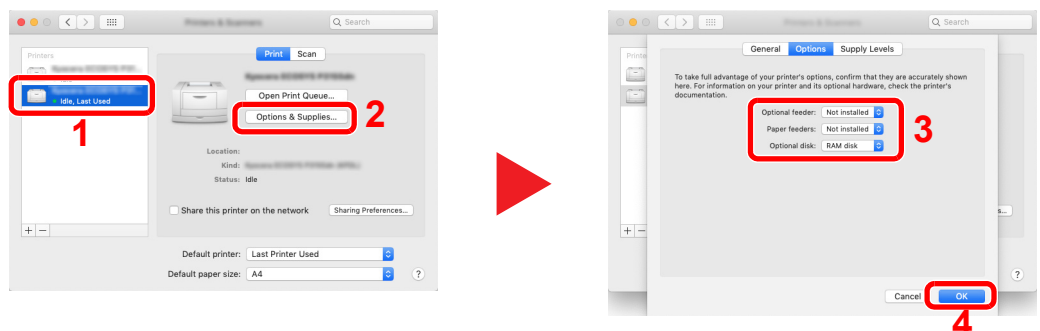 Search
Printers
Print Scan
Idle, Last Used
Open Print Queue...
Options & Supplies...
1
2
Location:
Kind:
Status: Idle
Share this printer on the network Sharing Preferences...
+ −
Default printer: Last Printer Used
Default paper size: A4
?
Search
General Options Supply Levels
To take full advantage of your printer's options, confirm that they are accurately shown
here. For information on your printer and its optional hardware, check the printer's
documentation.
Optional feeder: Not installed
Paper feeders: Not installed
Optional disk: RAM disk
3
+ −
?
Cancel OK
4